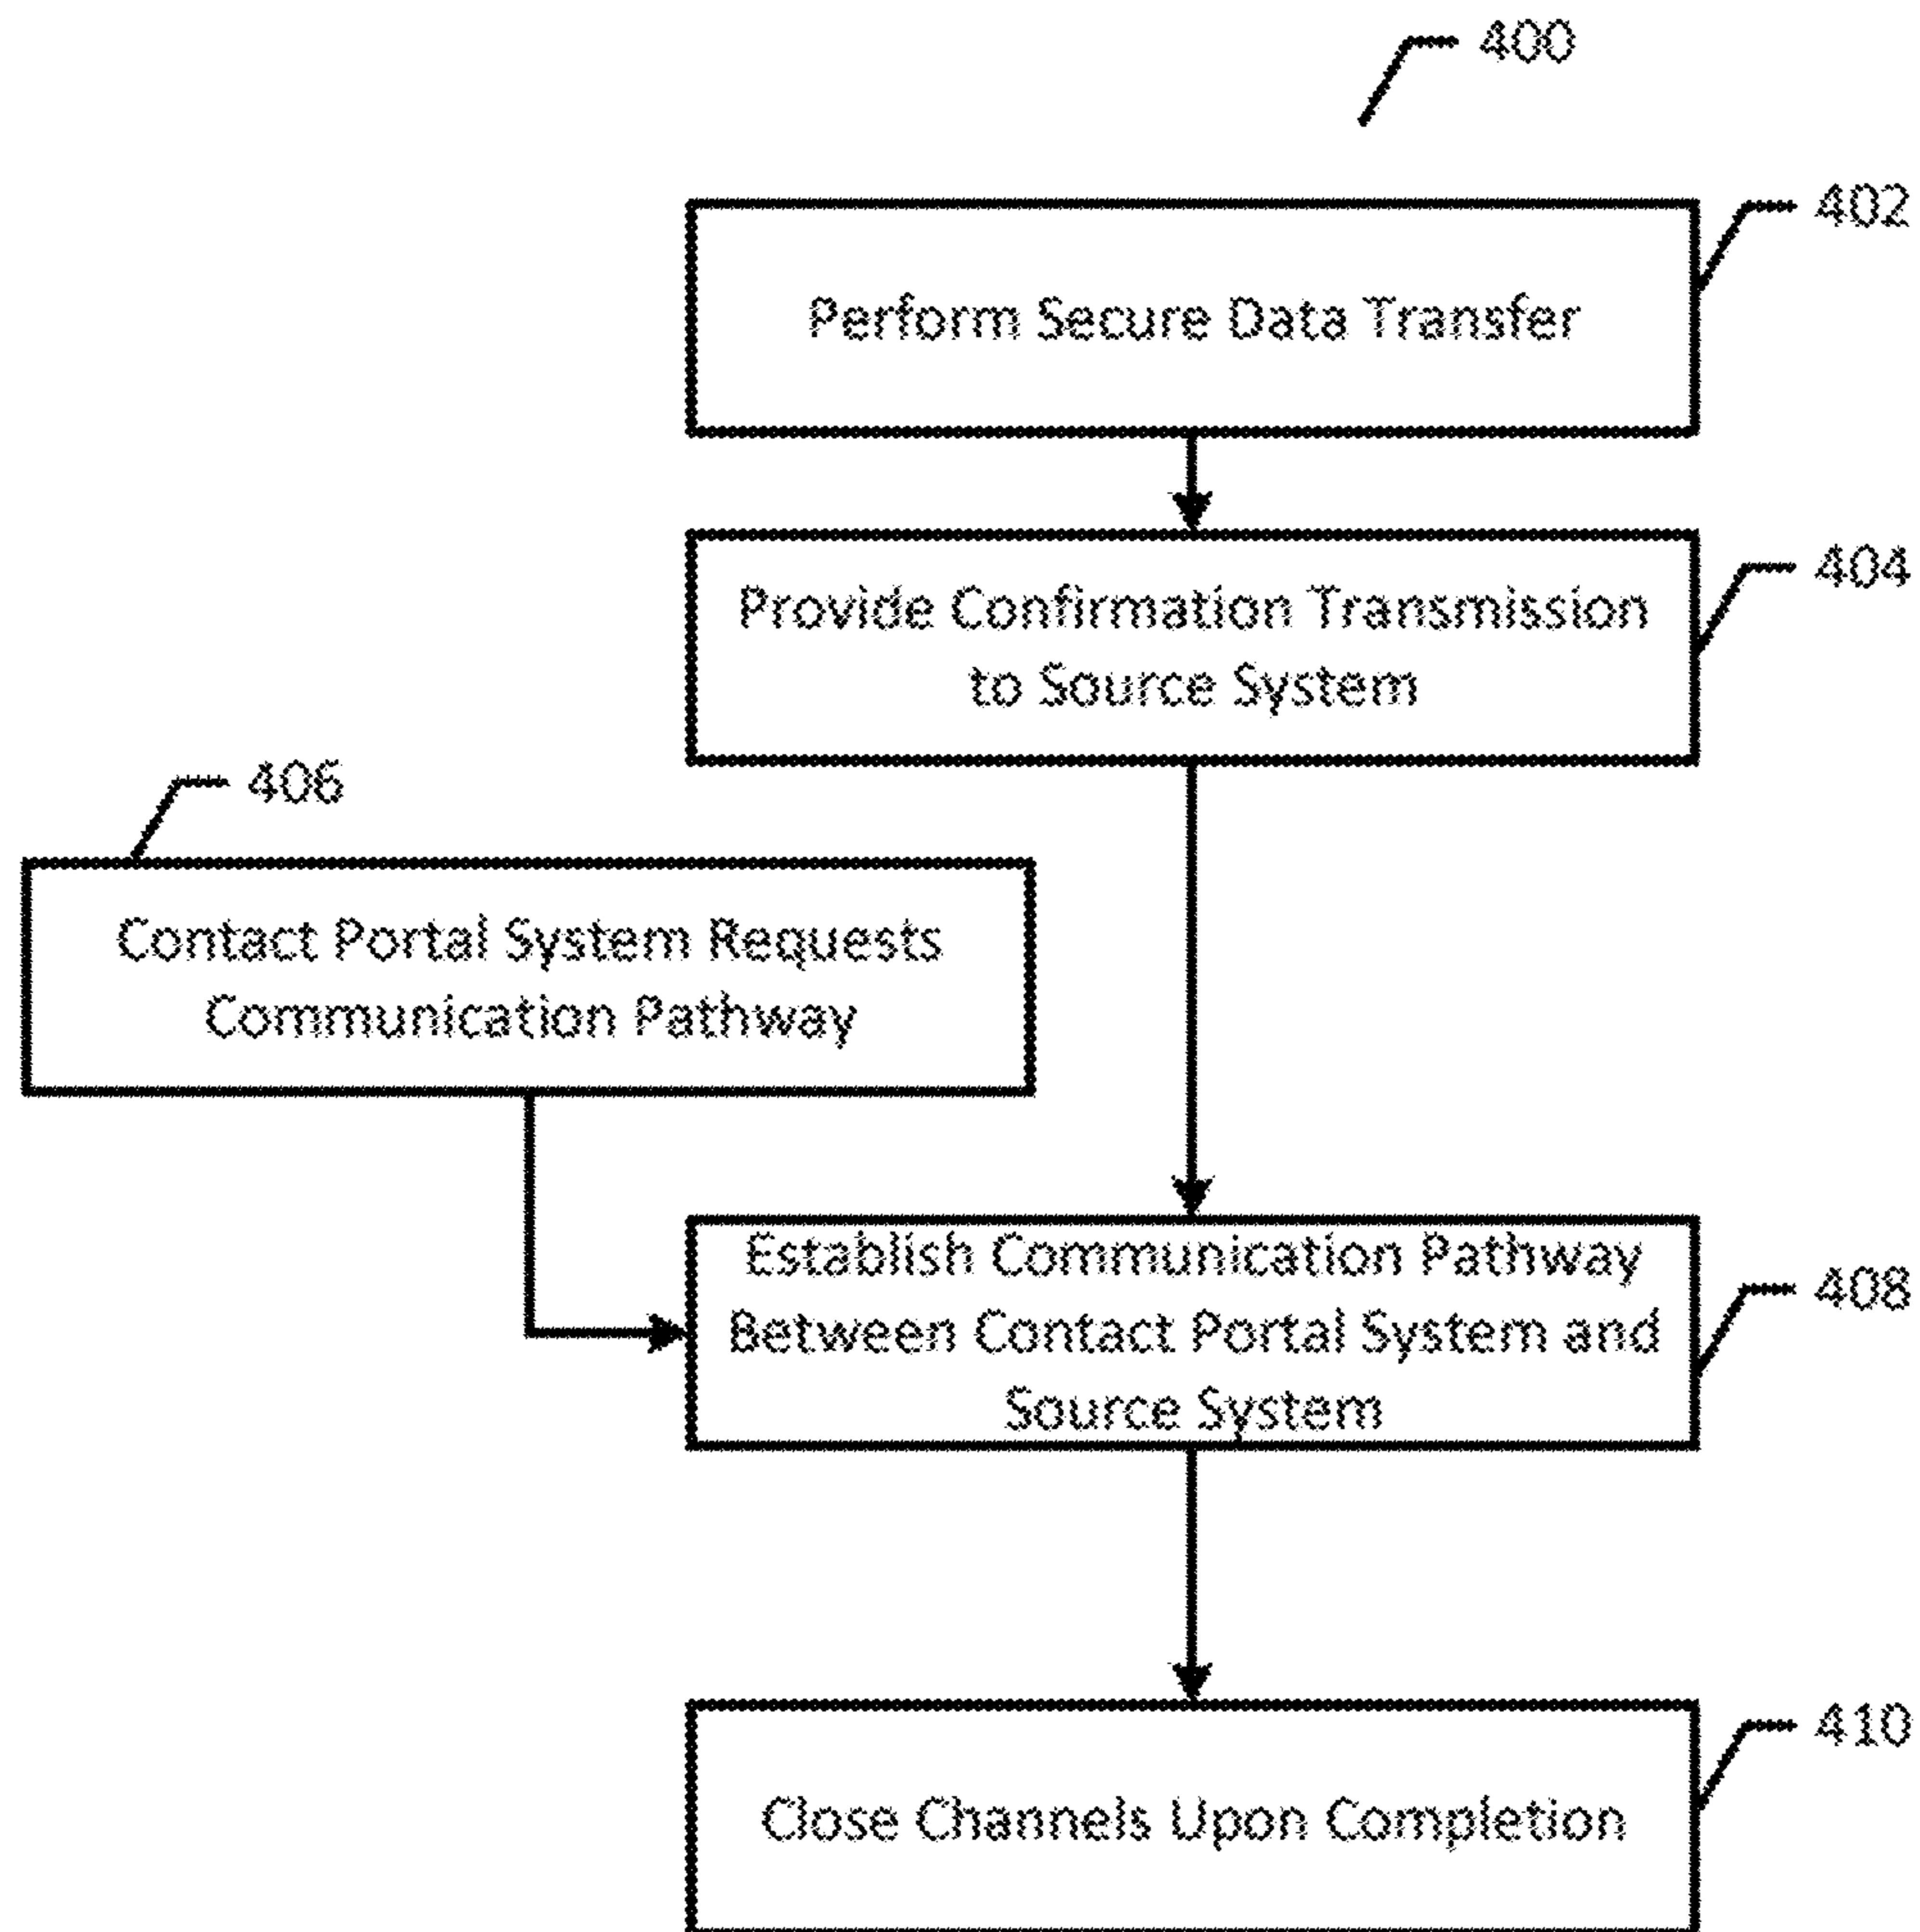 400
402
Perform Secure Data Transfer
404
Provide Confirmation Transmission
to Source System
406
Contact Portal System Requests
Communication Pathway
408
Establish Communication Pathway
Between Contact Portal System and
Source System
410
Close Channels Upon Completion